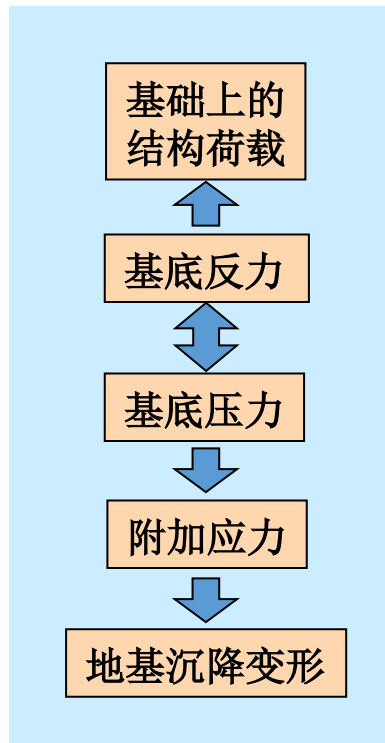 基础上的
结构荷载
基底反力
基底压力
附加应力
地基沉降变形